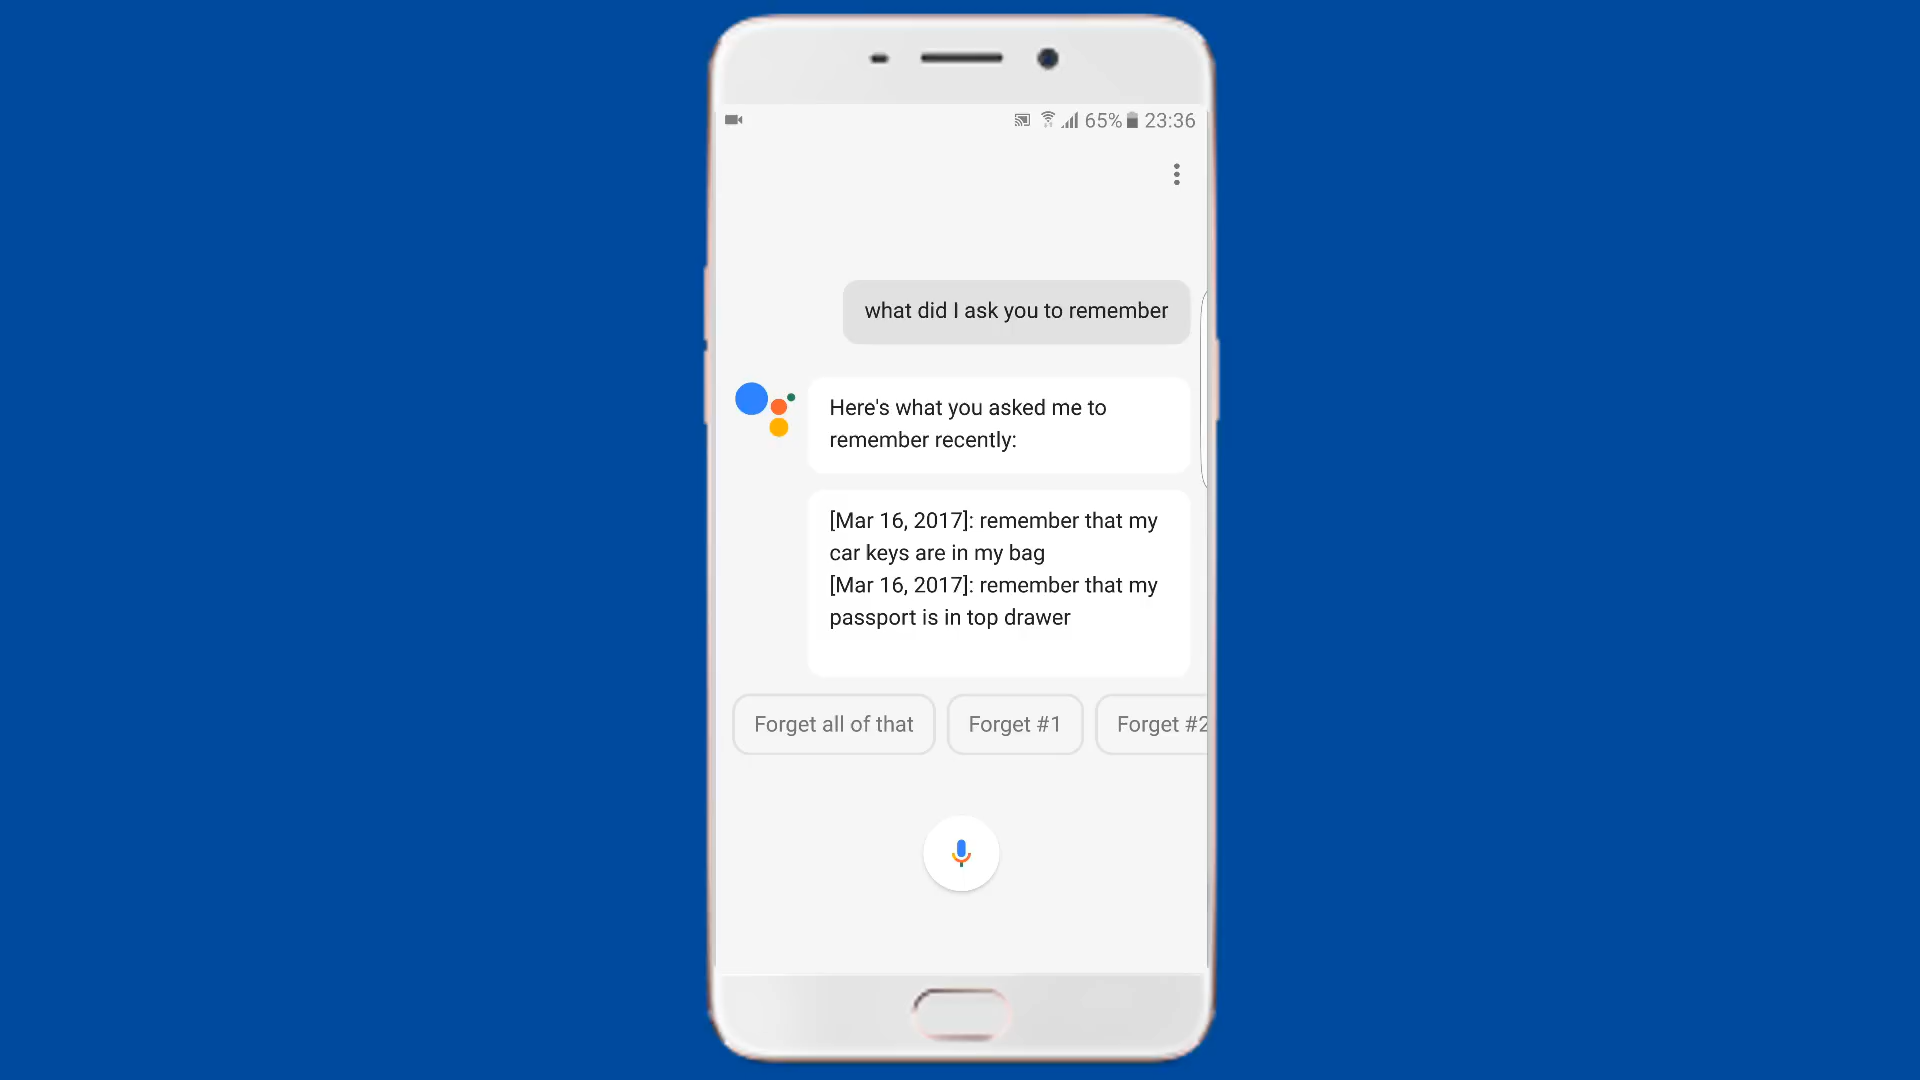 65% 23:36
what did I ask you to remember
Here's what you asked me to
remember recently:
[Mar 16, 2017]: remember that my
car keys are in my bag
[Mar 16, 2017]: remember that my
passport is in top drawer
Forget all of that Forget #1 Forget #2